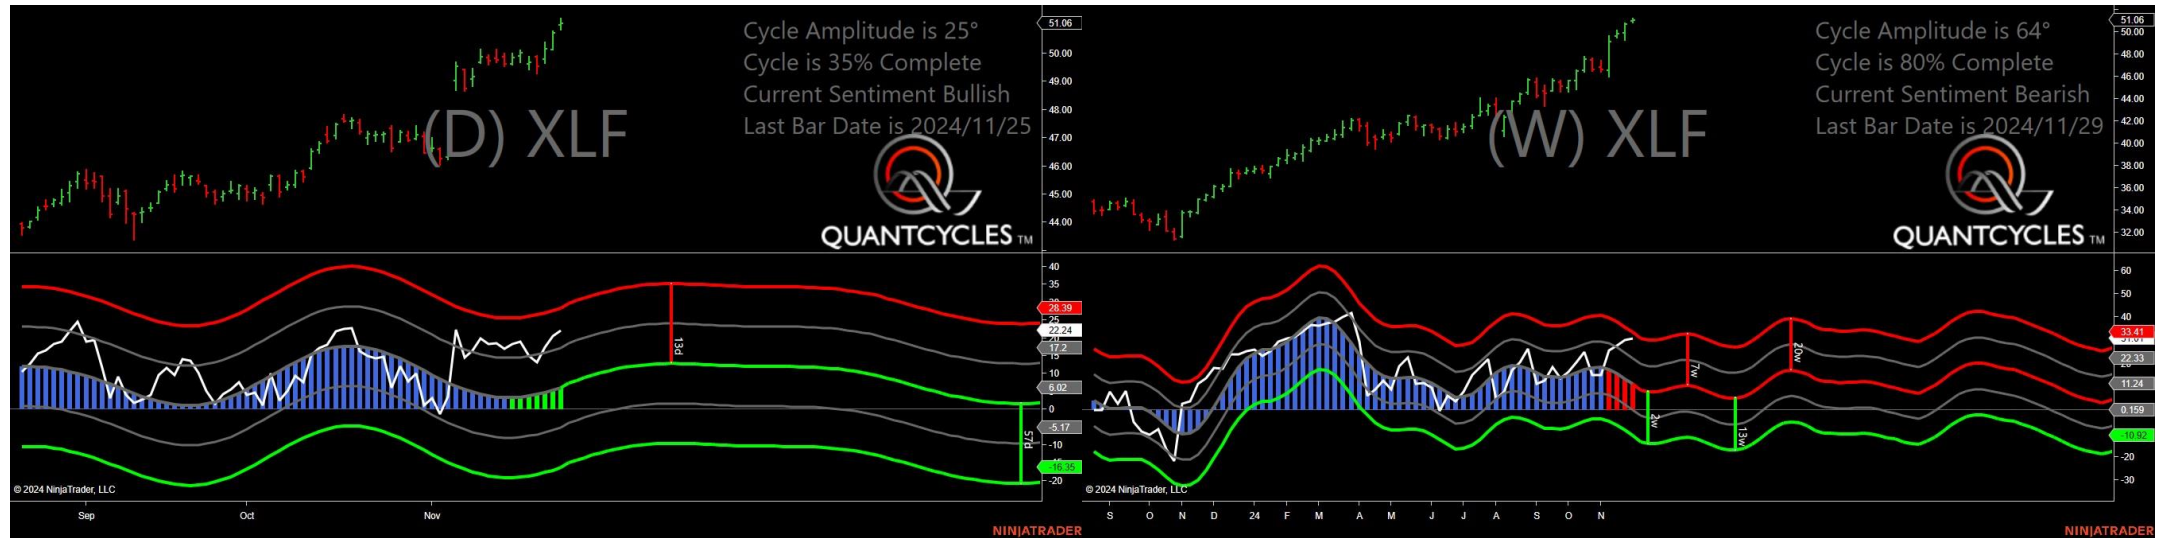 Cycle Amplitude is 25°
Cycle is 35% Complete
Current Sentiment Bullish
Last Bar Date is 2024/11/25
(D) XLF
QUANTCYCLES TM
51.06
50.00
49.00
48.00
47.00
46.00
45.00
44.00
40
35
28.39
25
22.24
17.2
15
10
6.02
0
-5.17
-10
-16.35
-20
13d
57d
© 2024 NinjaTrader, LLC
Sep
Oct
Nov
NINJATRADER
Cycle Amplitude is 64°
Cycle is 80% Complete
Current Sentiment Bearish
Last Bar Date is 2024/11/29
(W) XLF
QUANTCYCLES TM
51.06
50.00
48.00
46.00
44.00
42.00
40.00
38.00
36.00
34.00
32.00
60
50
40
33.41
22.33
11.24
0.159
-10.92
-20
-30
7w
20w
2w
13w
© 2024 NinjaTrader, LLC
S O N D 24 F M A M J J A S O N
NINJATRADER